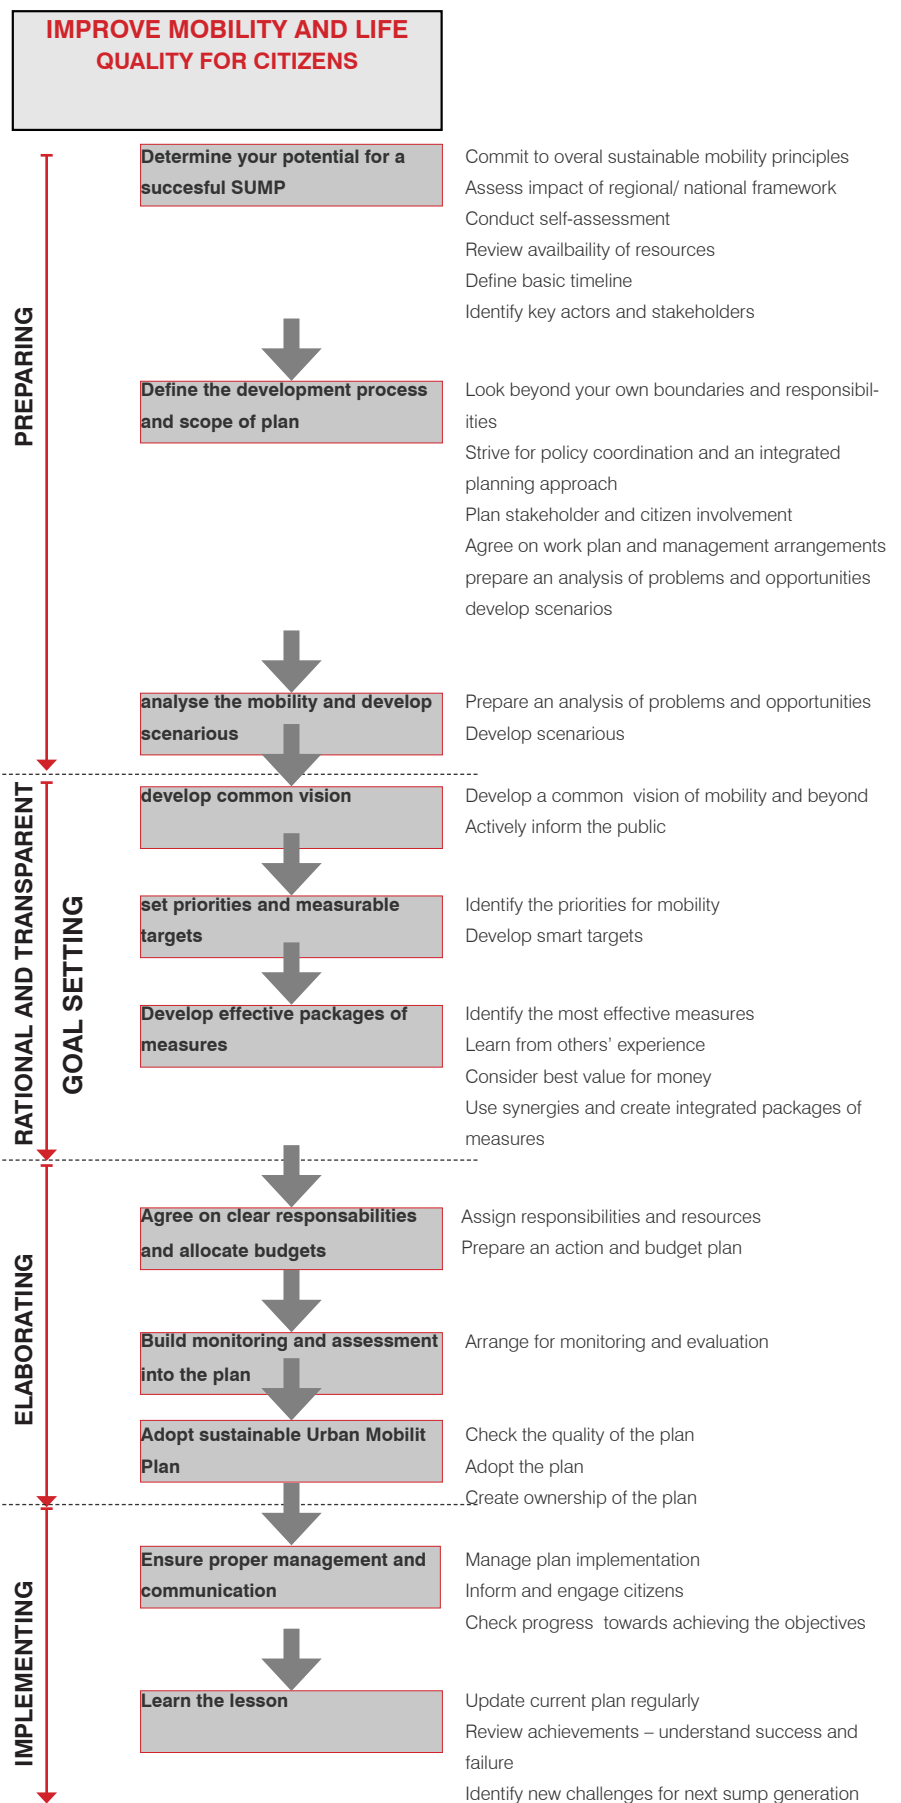 IMPROVE MOBILITY AND LIFE
QUALITY FOR CITIZENS
PREPARING
Determine your potential for a
succesful SUMP
Commit to overal sustainable mobility principles
Assess impact of regional/ national framework
Conduct self-assessment
Review availbaility of resources
Define basic timeline
Identify key actors and stakeholders
Define the development process
and scope of plan
Look beyond your own boundaries and responsibil-
ities
Strive for policy coordination and an integrated
planning approach
Plan stakeholder and citizen involvement
Agree on work plan and management arrangements
prepare an analysis of problems and opportunities
develop scenarios
analyse the mobility and develop
scenarious
Prepare an analysis of problems and opportunities
Develop scenarious
RATIONAL AND TRANSPARENT
GOAL SETTING
develop common vision
Develop a common  vision of mobility and beyond
Actively inform the public
set priorities and measurable
targets
Identify the priorities for mobility
Develop smart targets
Develop effective packages of
measures
Identify the most effective measures
Learn from others' experience
Consider best value for money
Use synergies and create integrated packages of
measures
ELABORATING
Agree on clear responsabilities
and allocate budgets
Assign responsibilities and resources
Prepare an action and budget plan
Build monitoring and assessment
into the plan
Arrange for monitoring and evaluation
Adopt sustainable Urban Mobilit
Plan
Check the quality of the plan
Adopt the plan
Create ownership of the plan
IMPLEMENTING
Ensure proper management and
communication
Manage plan implementation
Inform and engage citizens
Check progress  towards achieving the objectives
Learn the lesson
Update current plan regularly
Review achievements – understand success and
failure
Identify new challenges for next sump generation